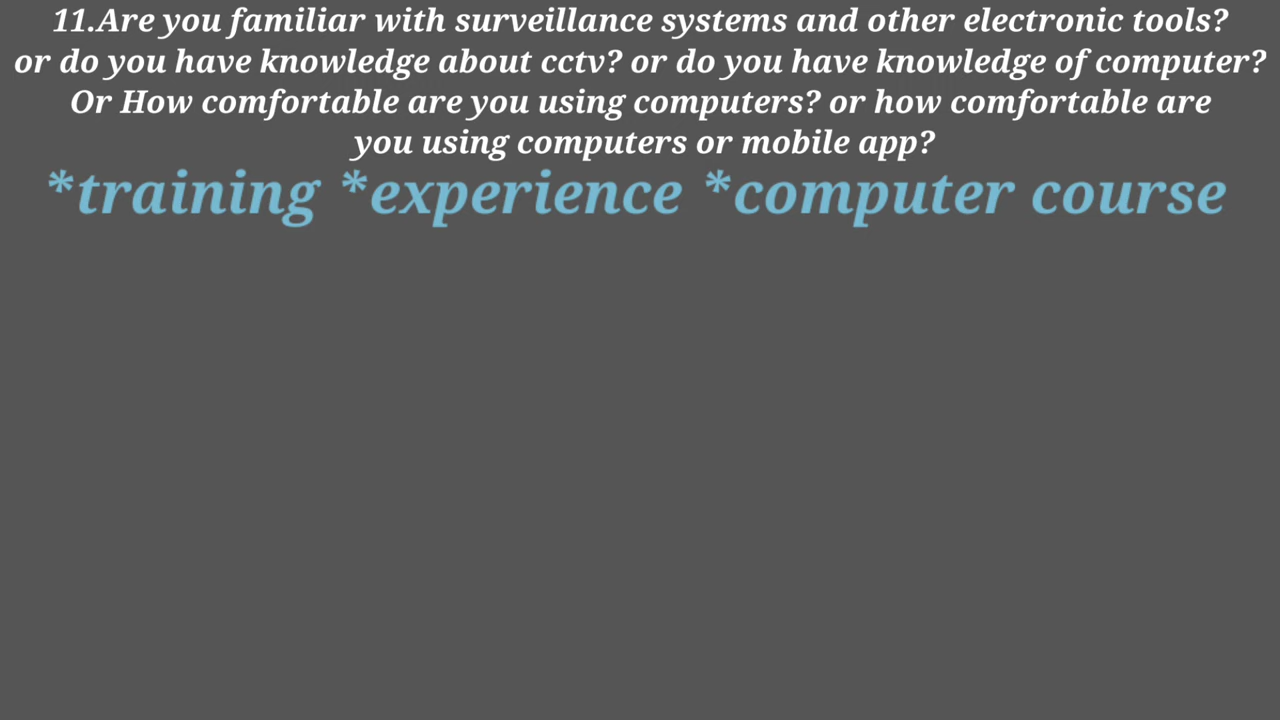 11.Are you familiar with surveillance systems and other electronic tools?
or do you have knowledge about cctv? or do you have knowledge of computer?
Or How comfortable are you using computers? or how comfortable are
you using computers or mobile app?
*training *experience *computer course